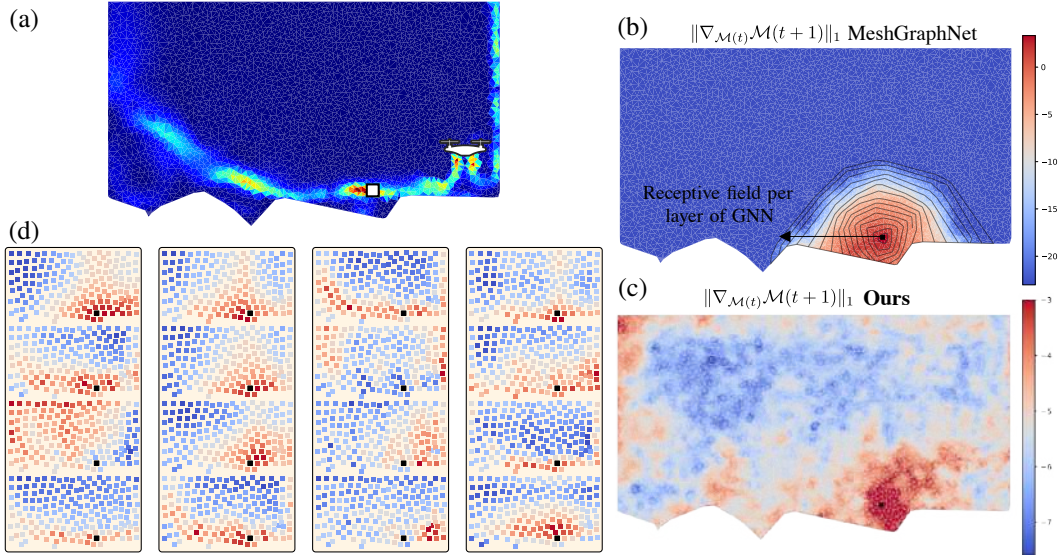 (a)
(b)
‖∇_{𝓜(t)}𝓜(t + 1)‖₁ MeshGraphNet
0
−5
−10
−15
−20
Receptive field per
layer of GNN
(c)
‖∇_{𝓜(t)}𝓜(t + 1)‖₁ Ours
−3
−4
−5
−6
−7
(d)